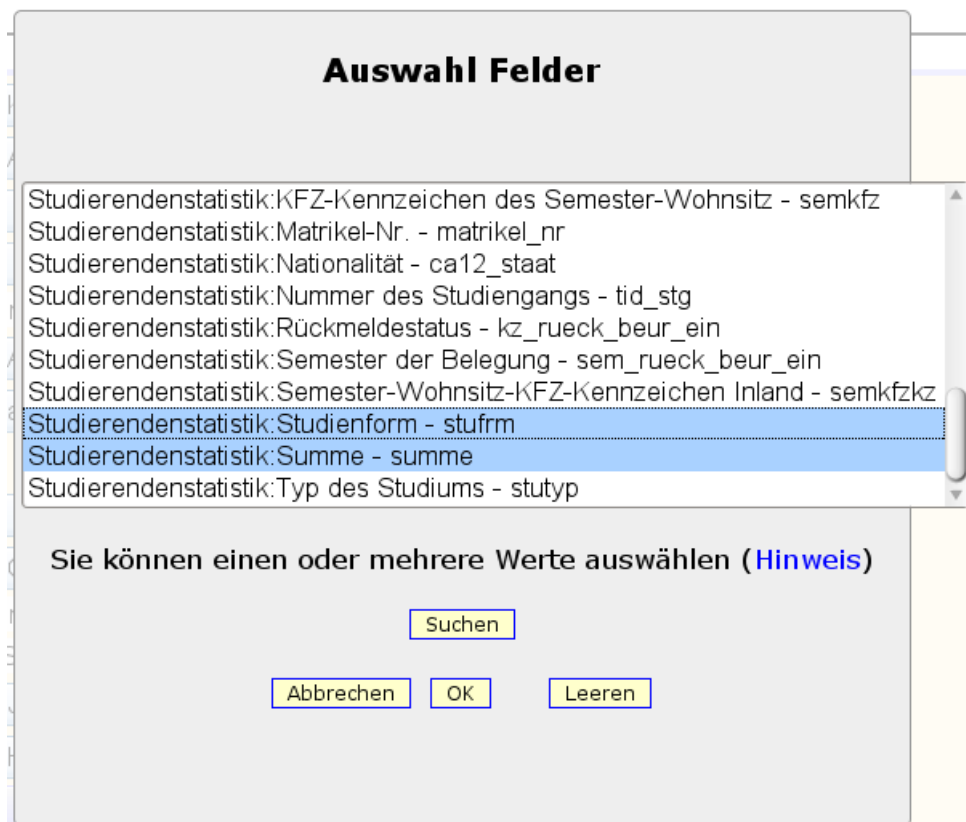 Auswahl Felder
Studierendenstatistik:KFZ-Kennzeichen des Semester-Wohnsitz - semkfz
Studierendenstatistik:Matrikel-Nr. - matrikel_nr
Studierendenstatistik:Nationalität - ca12_staat
Studierendenstatistik:Nummer des Studiengangs - tid_stg
Studierendenstatistik:Rückmeldestatus - kz_rueck_beur_ein
Studierendenstatistik:Semester der Belegung - sem_rueck_beur_ein
Studierendenstatistik:Semester-Wohnsitz-KFZ-Kennzeichen Inland - semkfzkz
Studierendenstatistik:Studienform - stufrm
Studierendenstatistik:Summe - summe
Studierendenstatistik:Typ des Studiums - stutyp
Sie können einen oder mehrere Werte auswählen (Hinweis)
Suchen
Abbrechen OK Leeren